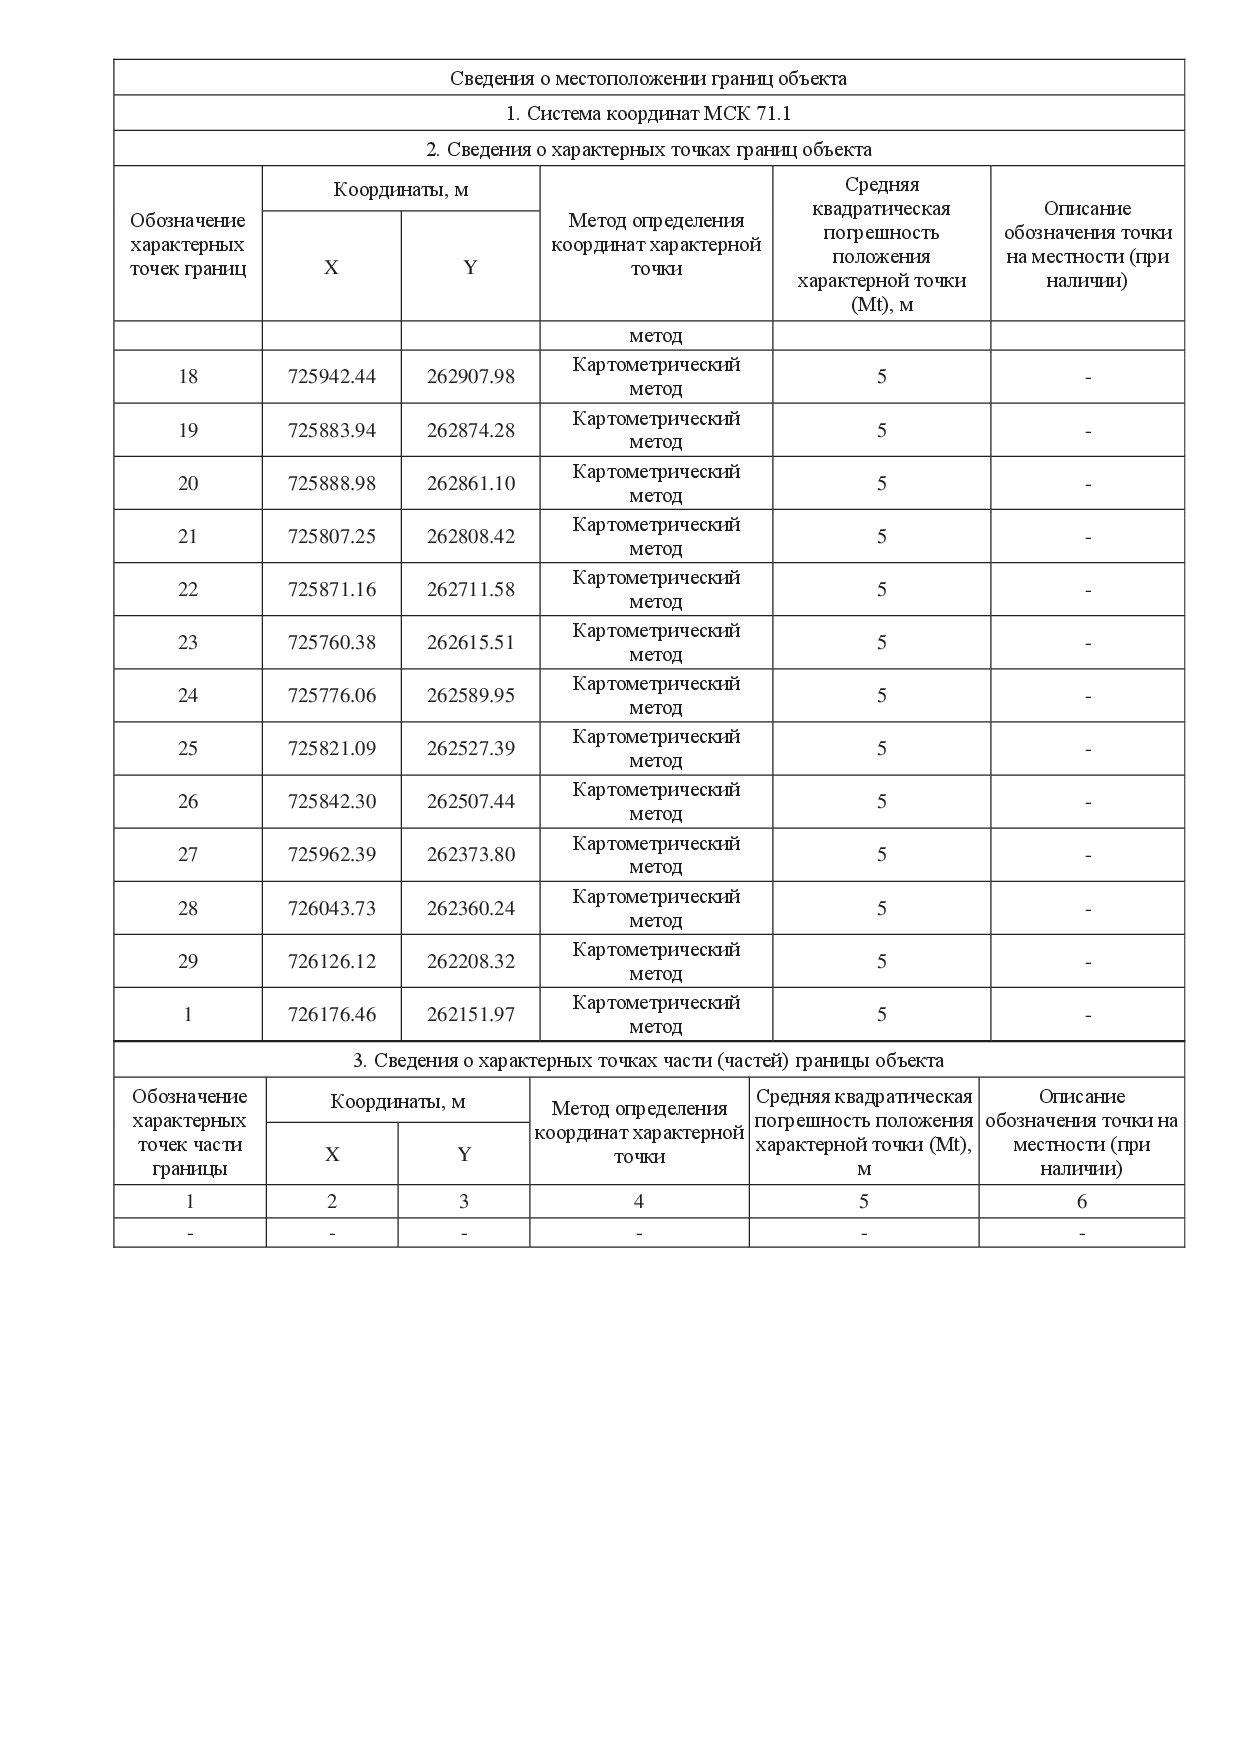 Сведения о местоположении границ объекта
1. Система координат МСК 71.1
2. Сведения о характерных точках границ объекта
Обозначение
характерных
точек границ
Координаты, м
X Y
Метод определения
координат характерной
точки
Средняя
квадратическая
погрешность
положения
характерной точки
(Mt), м
Описание
обозначения точки
на местности (при
наличии)
метод
18 725942.44 262907.98 Картометрический
метод 5 -
19 725883.94 262874.28 Картометрический
метод 5 -
20 725888.98 262861.10 Картометрический
метод 5 -
21 725807.25 262808.42 Картометрический
метод 5 -
22 725871.16 262711.58 Картометрический
метод 5 -
23 725760.38 262615.51 Картометрический
метод 5 -
24 725776.06 262589.95 Картометрический
метод 5 -
25 725821.09 262527.39 Картометрический
метод 5 -
26 725842.30 262507.44 Картометрический
метод 5 -
27 725962.39 262373.80 Картометрический
метод 5 -
28 726043.73 262360.24 Картометрический
метод 5 -
29 726126.12 262208.32 Картометрический
метод 5 -
1 726176.46 262151.97 Картометрический
метод 5 -
3. Сведения о характерных точках части (частей) границы объекта
Обозначение
характерных
точек части
границы
Координаты, м
X Y
Метод определения
координат характерной
точки
Средняя квадратическая
погрешность положения
характерной точки (Mt),
м
Описание
обозначения точки на
местности (при
наличии)
1 2 3 4 5 6
- - - - - -